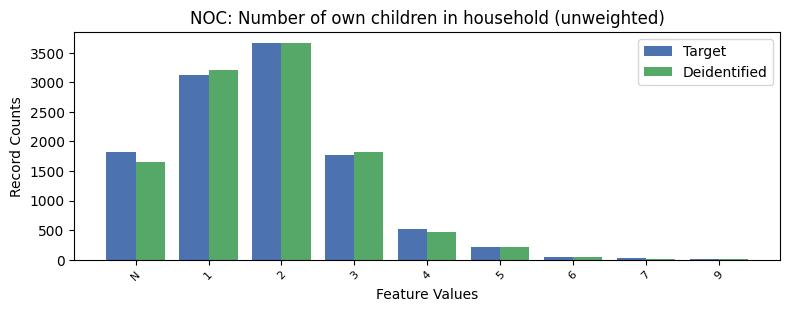 NOC: Number of own children in household (unweighted)
Target
Deidentified
Record Counts
3500
3000
2500
2000
1500
1000
500
0
N
1
2
3
4
5
6
7
9
Feature Values